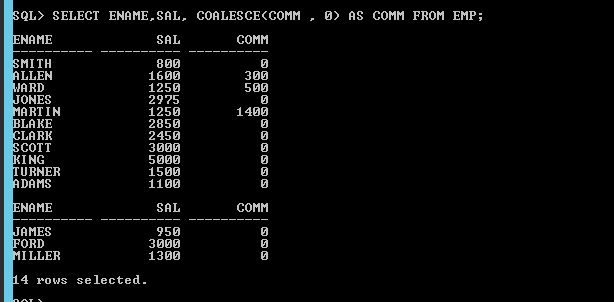 SQL> SELECT ENAME,SAL, COALESCE(COMM , 0) AS COMM FROM EMP;
ENAME             SAL       COMM
---------- ---------- ----------
SMITH             800          0
ALLEN            1600        300
WARD             1250        500
JONES            2975          0
MARTIN           1250       1400
BLAKE            2850          0
CLARK            2450          0
SCOTT            3000          0
KING             5000          0
TURNER           1500          0
ADAMS            1100          0
ENAME             SAL       COMM
---------- ---------- ----------
JAMES             950          0
FORD             3000          0
MILLER           1300          0
14 rows selected.
SQL>